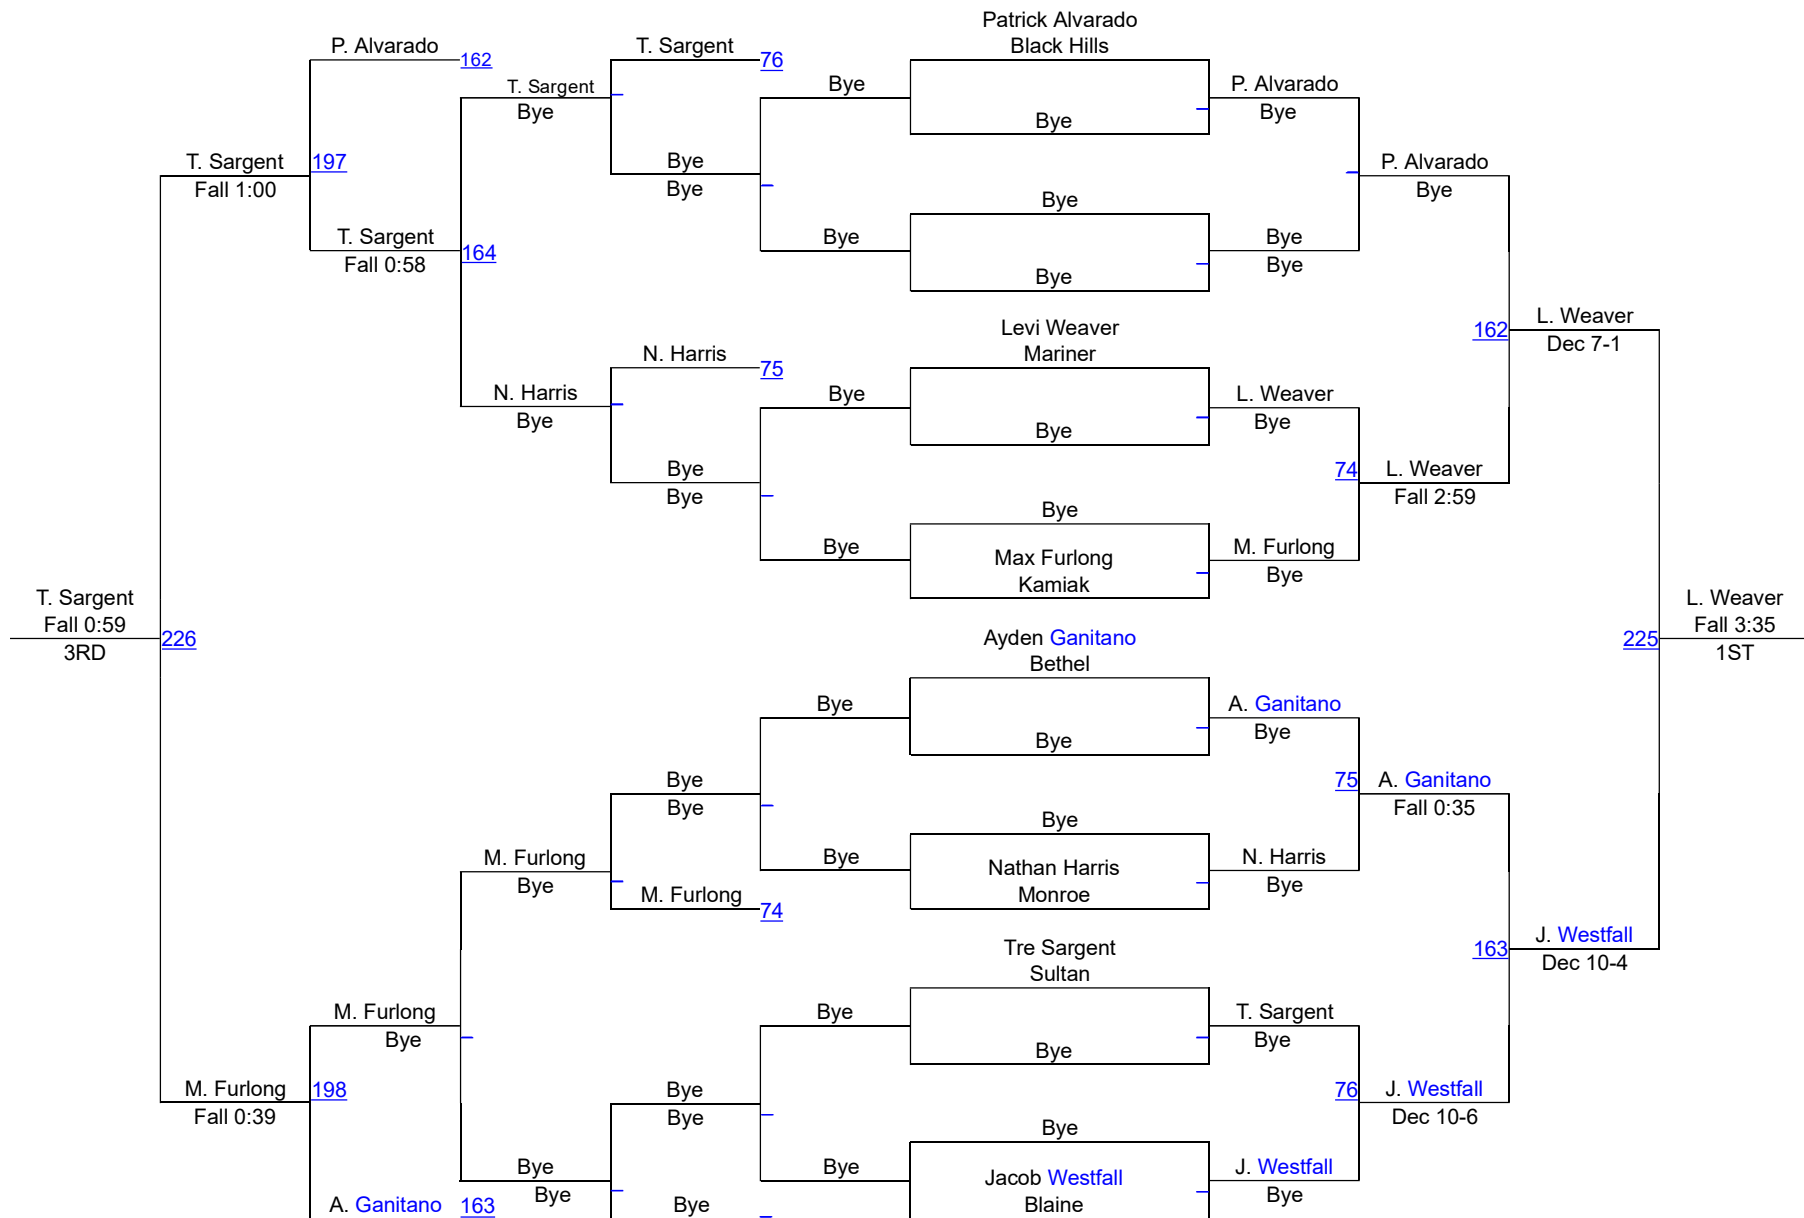 Patrick Alvarado
Black Hills
P. Alvarado
162
T. Sargent
76
T. Sargent
Bye
Bye
P. Alvarado
Bye
Bye
Bye
T. Sargent
197
Fall 1:00
Bye
Bye
P. Alvarado
Bye
Bye
T. Sargent
164
Fall 0:58
Bye
Bye
Bye
Bye
Levi Weaver
Mariner
162
L. Weaver
Dec 7-1
N. Harris
75
N. Harris
Bye
Bye
L. Weaver
Bye
Bye
Bye
Bye
74
L. Weaver
Fall 2:59
Bye
Bye
Max Furlong
Kamiak
M. Furlong
Bye
T. Sargent
Fall 0:59
3RD
226
Ayden Ganitano
Bethel
225
L. Weaver
Fall 3:35
1ST
Bye
A. Ganitano
Bye
Bye
Bye
Bye
75
A. Ganitano
Fall 0:35
Bye
M. Furlong
Bye
Bye
Nathan Harris
Monroe
N. Harris
Bye
M. Furlong
74
Tre Sargent
Sultan
163
J. Westfall
Dec 10-4
M. Furlong
Bye
Bye
T. Sargent
Bye
Bye
M. Furlong
198
Fall 0:39
Bye
Bye
76
J. Westfall
Dec 10-6
Bye
Bye
Bye
Bye
Jacob Westfall
Blaine
J. Westfall
Bye
A. Ganitano
163
Bye